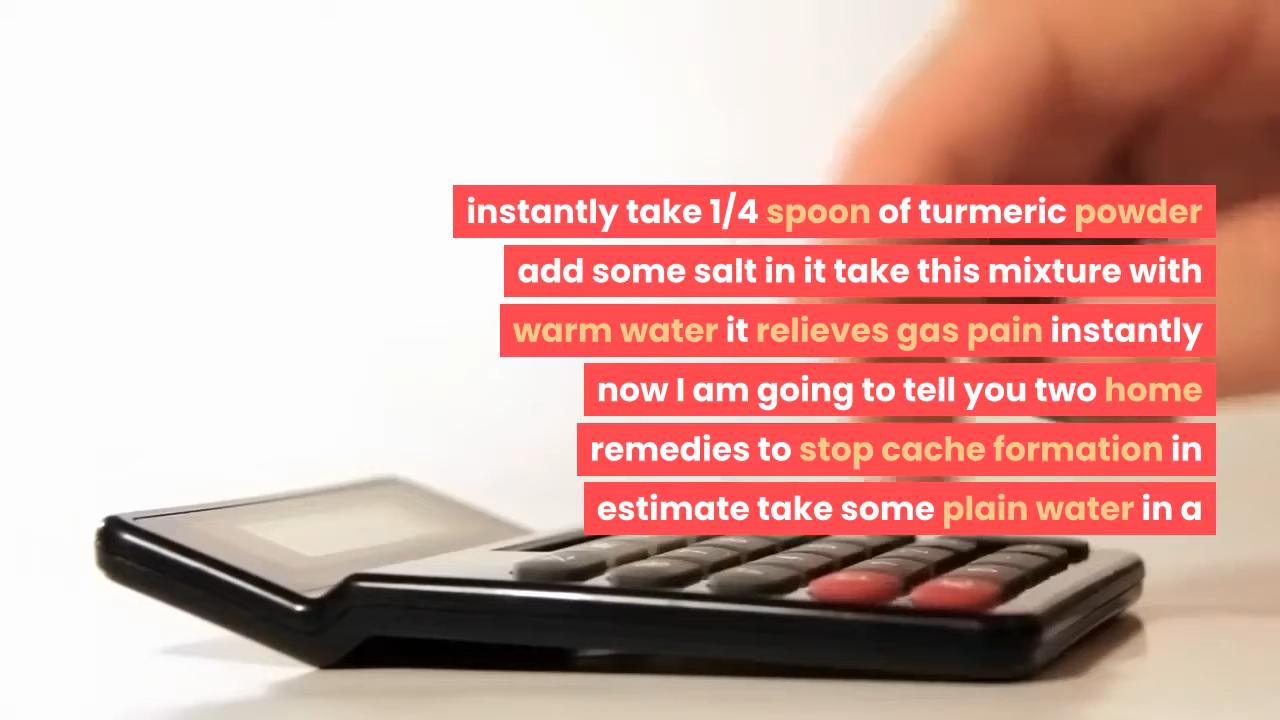 instantly take 1/4 spoon of turmeric powder
add some salt in it take this mixture with
warm water it relieves gas pain instantly
now I am going to tell you two home
remedies to stop cache formation in
estimate take some plain water in a